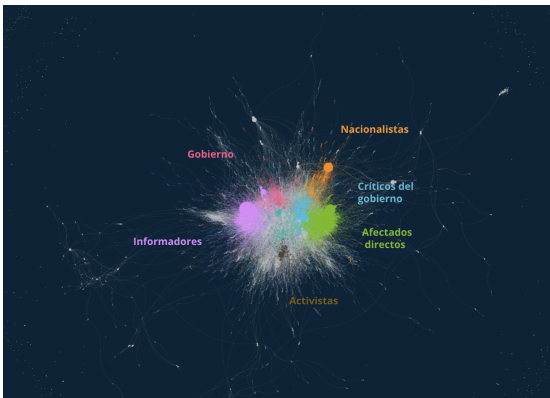 Nacionalistas
Gobierno
Críticos del
gobierno
Afectados
directos
Informadores
Activistas